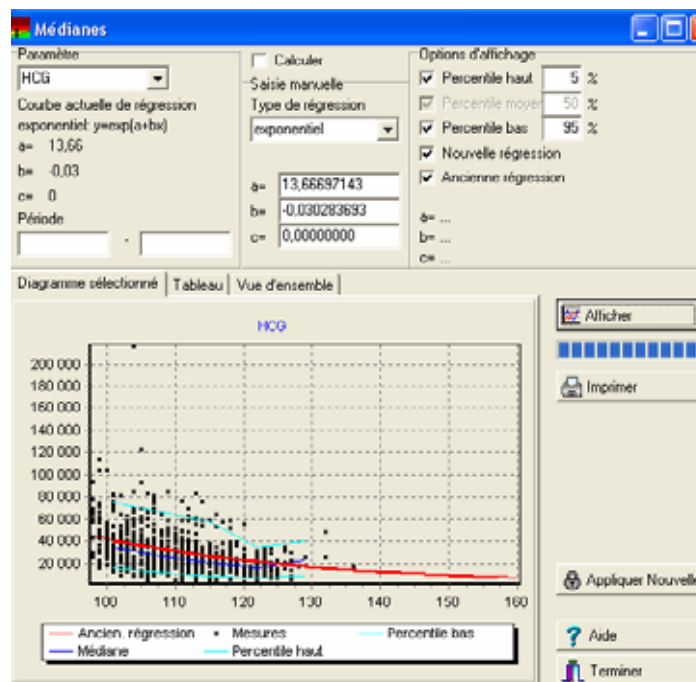 Médianes
Paramètre
HCG
Courbe actuelle de régression
exponentiel: y=exp(a+bx)
a= 13,66
b= -0,03
c= 0
Période
-
Calculer
Saisie manuelle
Type de régression
exponentiel
a= 13,66697143
b= -0,030283693
c= 0,00000000
Options d'affichage
Percentile haut 5 %
Percentile moyen 50 %
Percentile bas 95 %
Nouvelle régression
Ancienne régression
a= ...
b= ...
c= ...
Diagramme sélectionné Tableau Vue d'ensemble
HCG
200 000
180 000
160 000
140 000
120 000
100 000
80 000
60 000
40 000
20 000
100 110 120 130 140 150 160
Ancien. régression Mesures Percentile bas
Médiane Percentile haut
Afficher
Imprimer
Appliquer Nouvelle
Aide
Terminer